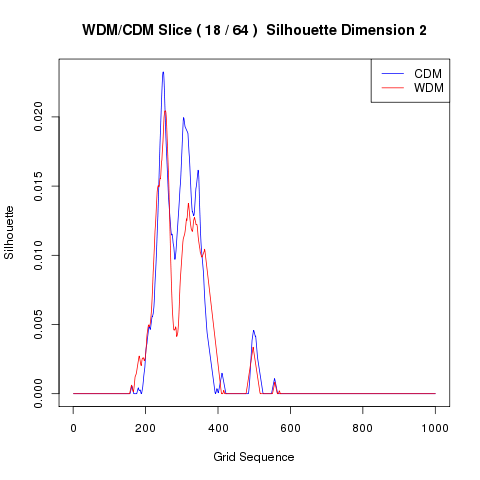 WDM/CDM Slice ( 18 / 64 )  Silhouette Dimension 2
CDM
WDM
Silhouette
0.020
0.015
0.010
0.005
0.000
0
200
400
600
800
1000
Grid Sequence